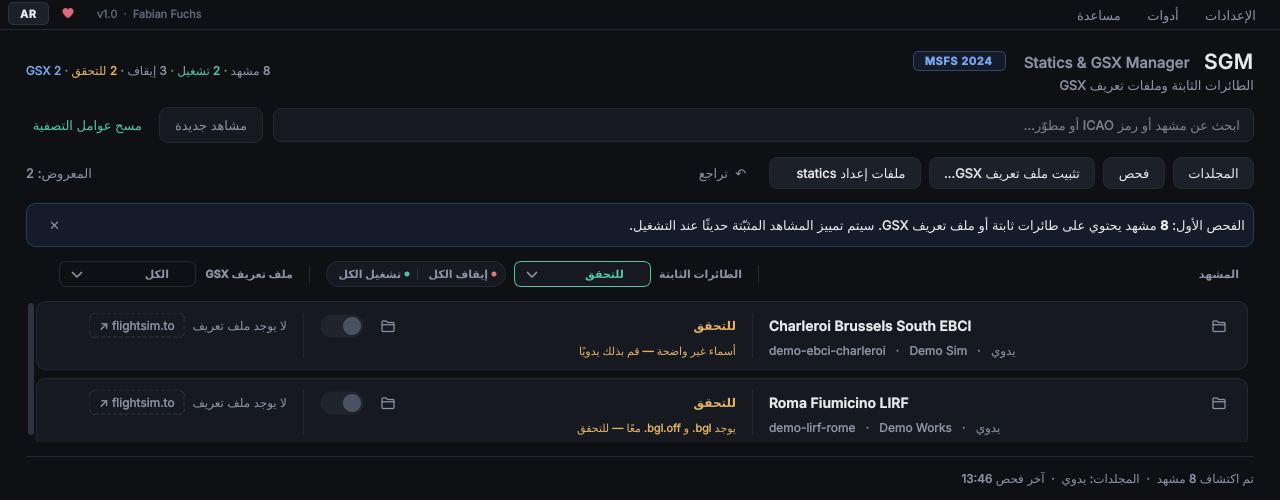 الإعدادات أدوات مساعدة
v1.0 · Fabian Fuchs AR
SGM Statics & GSX Manager MSFS 2024
الطائرات الثابتة وملفات تعريف GSX
8 مشهد · 2 تشغيل · 3 إيقاف · 2 للتحقق · GSX 2
ابحث عن مشهد أو رمز ICAO أو مطوّر...
مشاهد جديدة
مسح عوامل التصفية
المجلدات فحص تثبيت ملف تعريف GSX... ملفات إعداد statics ↶ تراجع
المعروض: 2
الفحص الأول: 8 مشهد يحتوي على طائرات ثابتة أو ملف تعريف GSX. سيتم تمييز المشاهد المثبّتة حديثًا عند التشغيل. ×
المشهد الطائرات الثابتة للتحقق إيقاف الكل تشغيل الكل ملف تعريف GSX الكل
Charleroi Brussels South EBCI للتحقق لا يوجد ملف تعريف flightsim.to ↗
يدوي · Demo Sim · demo-ebci-charleroi أسماء غير واضحة — قم بذلك يدويًا
Roma Fiumicino LIRF للتحقق لا يوجد ملف تعريف flightsim.to ↗
يدوي · Demo Works · demo-lirf-rome يوجد bgl. و bgl.off. معًا — للتحقق
تم اكتشاف 8 مشهد · المجلدات: يدوي · آخر فحص 13:46